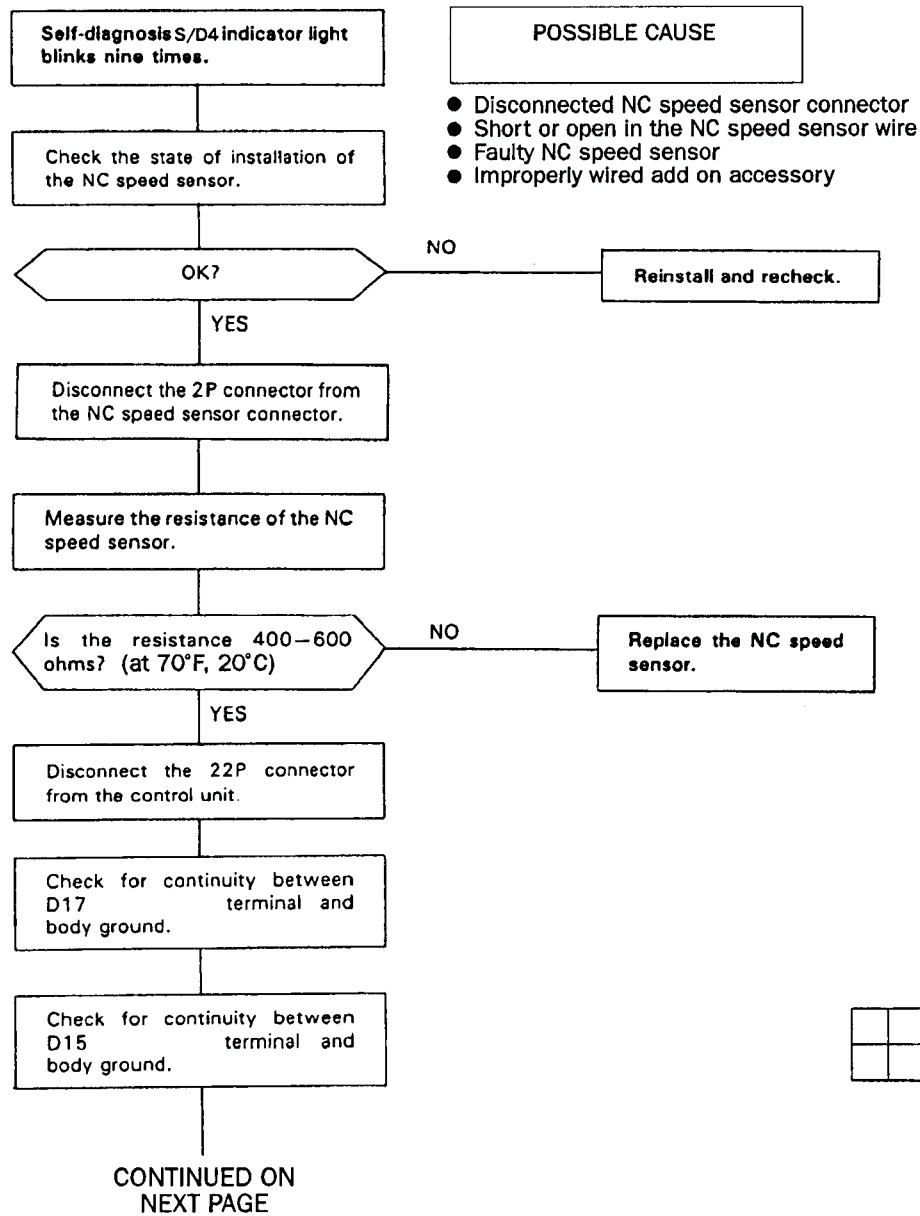 Self-diagnosis S/D4 indicator light
blinks nine times.
POSSIBLE CAUSE
● Disconnected NC speed sensor connector
● Short or open in the NC speed sensor wire
● Faulty NC speed sensor
● Improperly wired add on accessory
Check the state of installation of
the NC speed sensor.
OK?
NO
Reinstall and recheck.
YES
Disconnect the 2P connector from
the NC speed sensor connector.
Measure the resistance of the NC
speed sensor.
Is the resistance 400–600
ohms? (at 70°F, 20°C)
NO
Replace the NC speed
sensor.
YES
Disconnect the 22P connector
from the control unit.
Check for continuity between
D17 terminal and
body ground.
Check for continuity between
D15 terminal and
body ground.
CONTINUED ON
NEXT PAGE